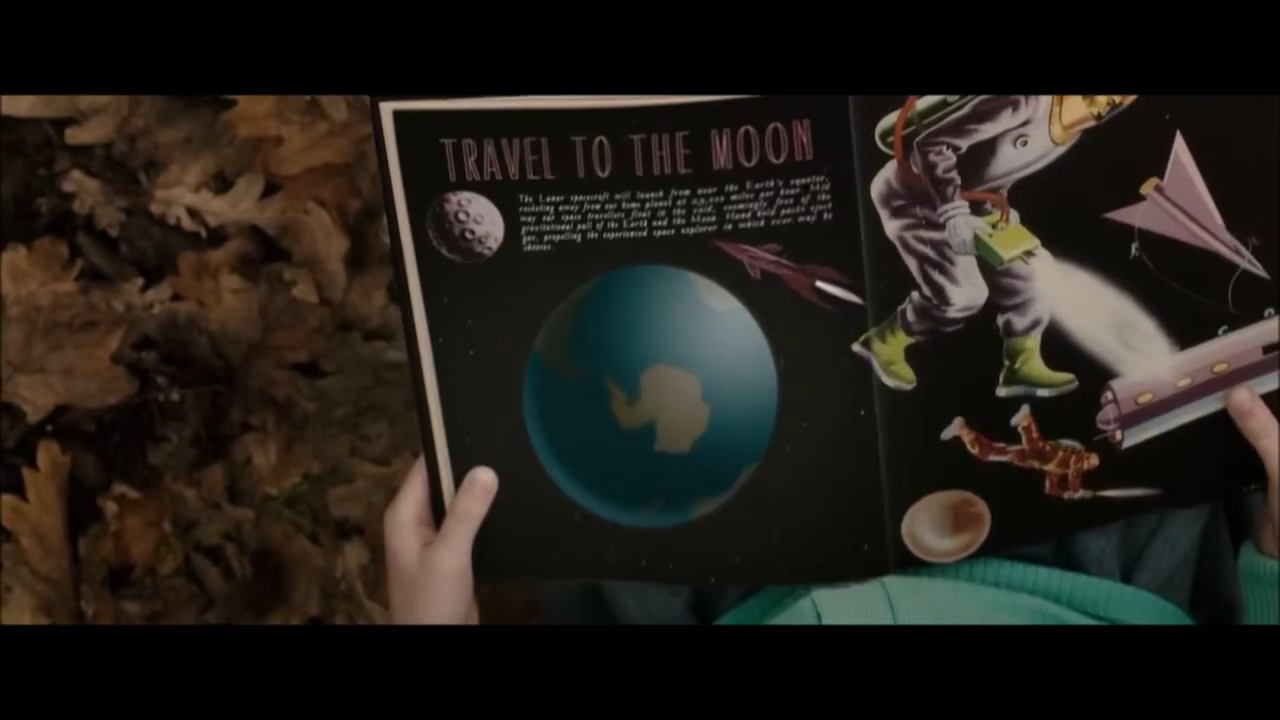 TRAVEL TO THE MOON
The Lunar spacecraft will launch from near the Earth's equator,
rocketing away from our home planet at 25,000 miles per hour. Mid
way our space travellers float in the void, seemingly free of the
gravitational pull of the Earth and the Moon. Hand held packs eject
gas, propelling the experienced space explorer in which ever way he
chooses.